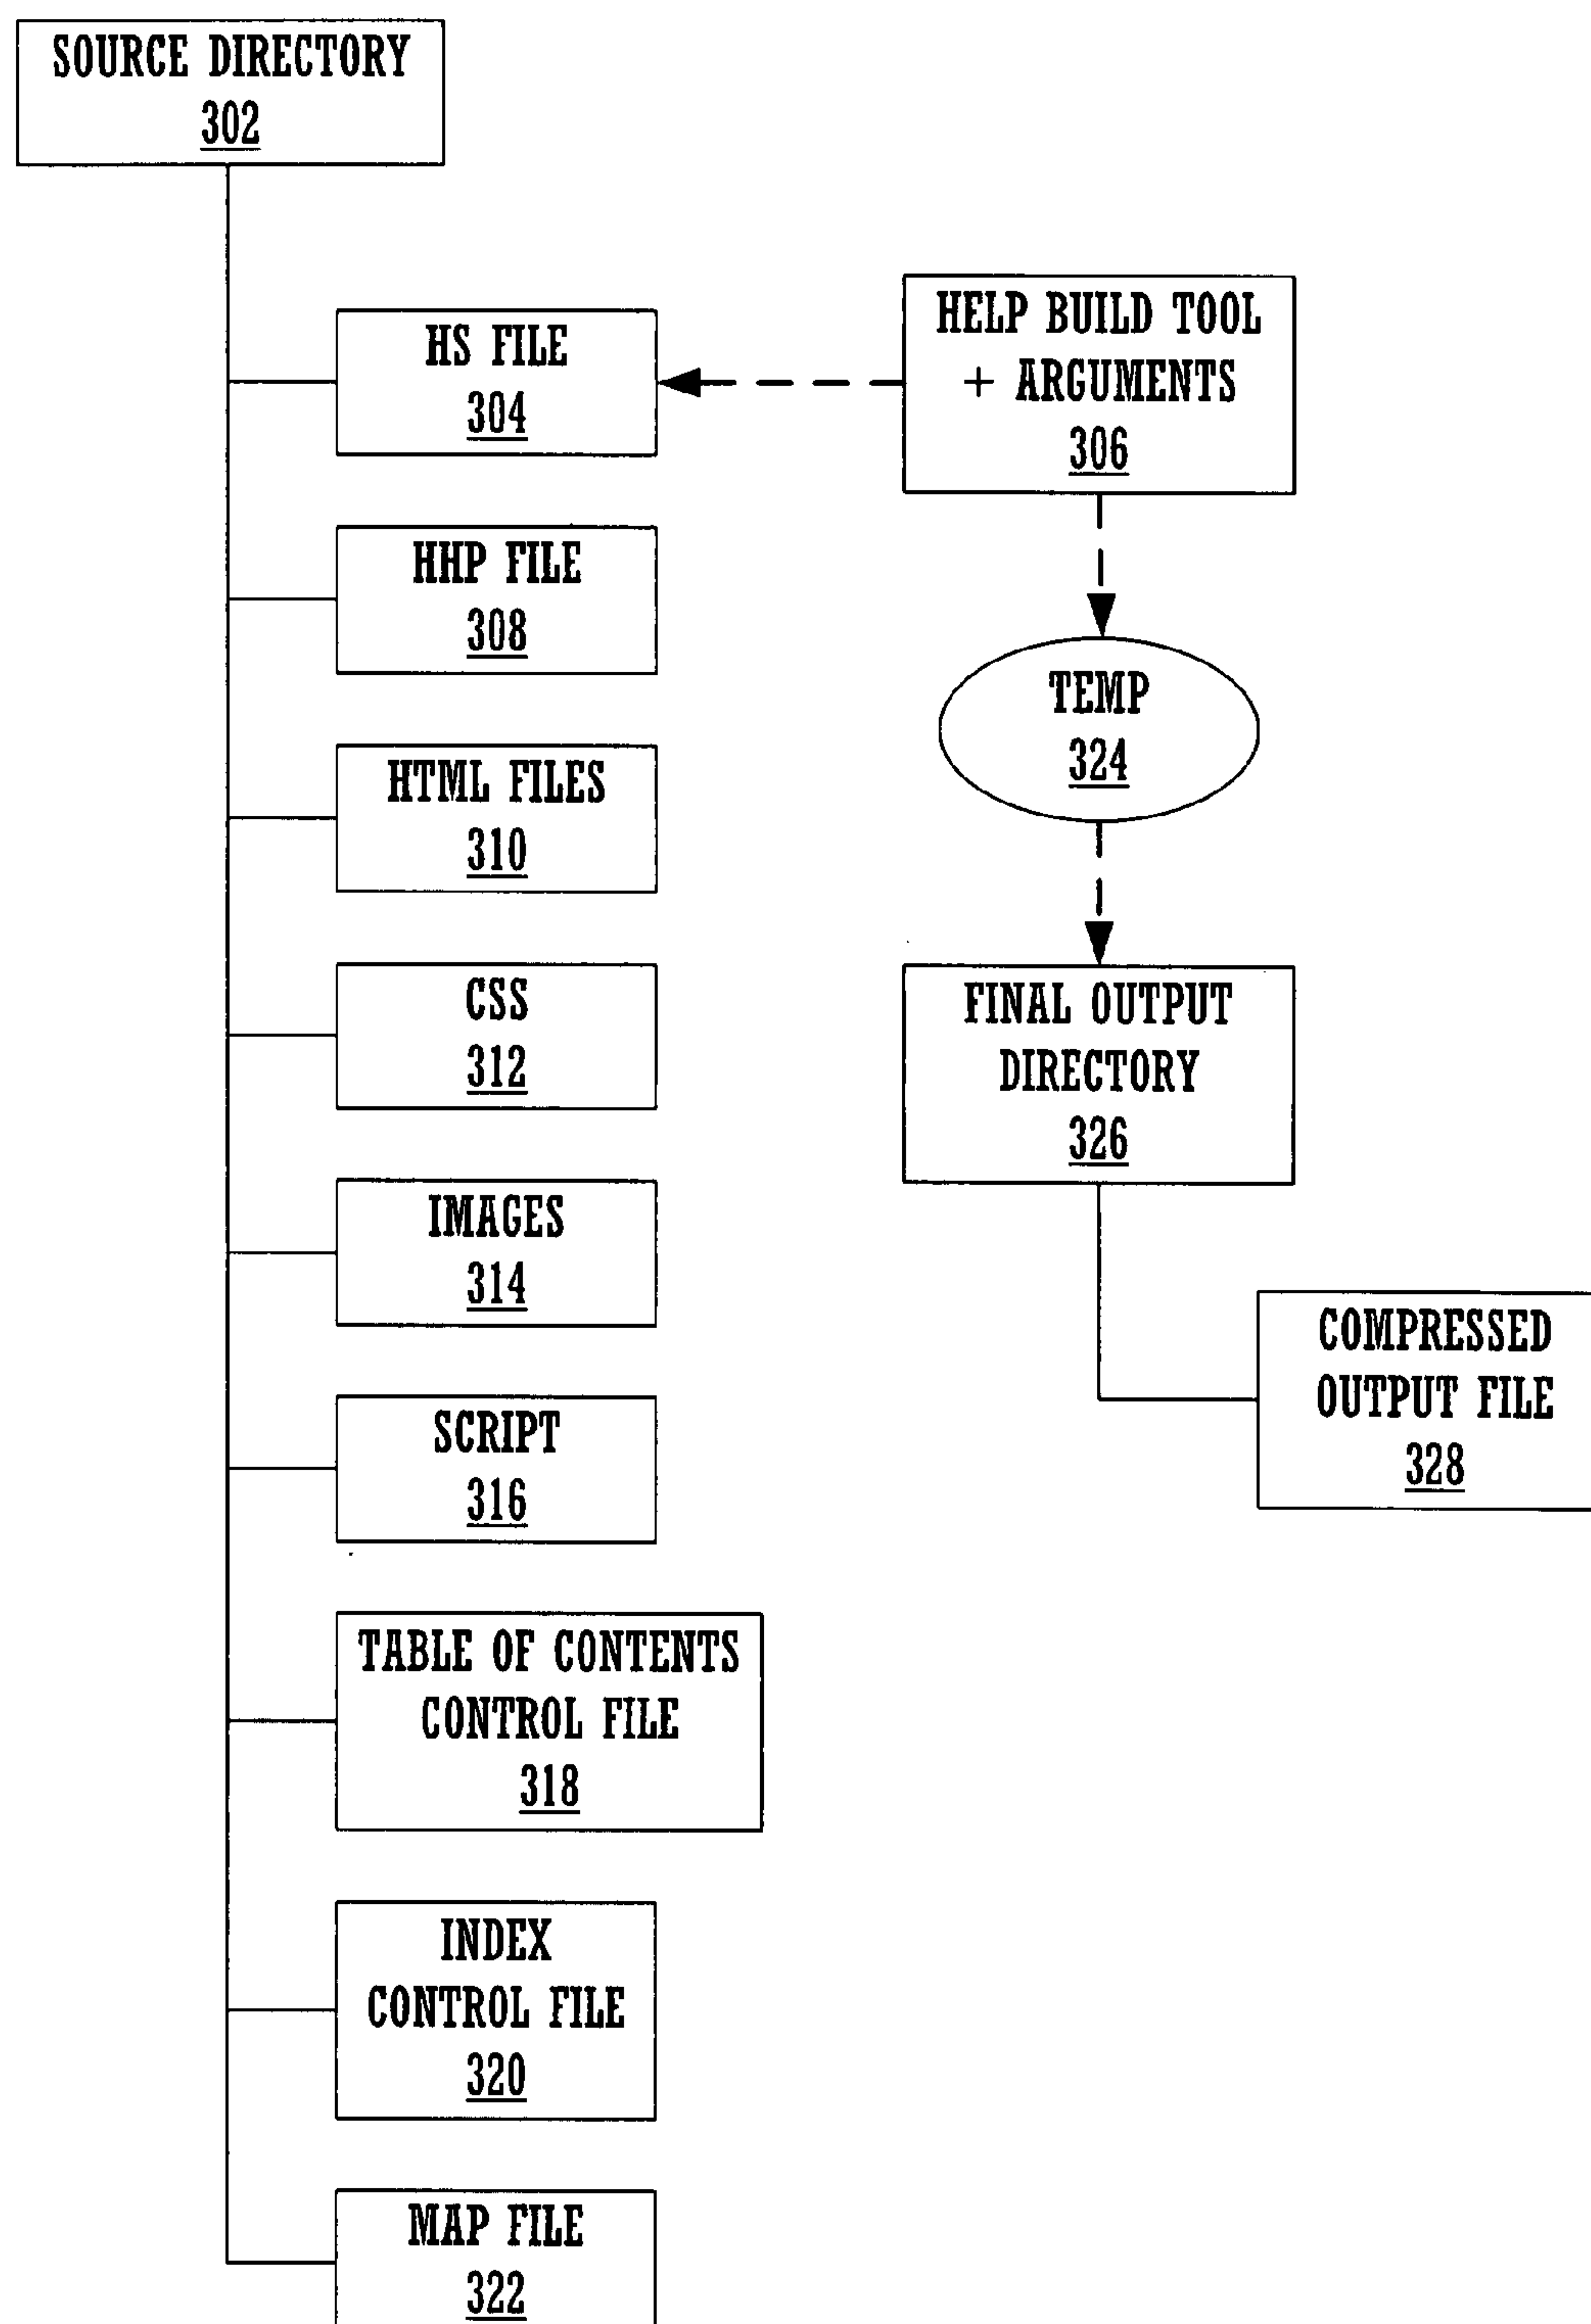 SOURCE DIRECTORY
302
HS FILE
304
HELP BUILD TOOL
+ ARGUMENTS
306
HHP FILE
308
TEMP
324
HTML FILES
310
CSS
312
FINAL OUTPUT
DIRECTORY
326
IMAGES
314
COMPRESSED
OUTPUT FILE
328
SCRIPT
316
TABLE OF CONTENTS
CONTROL FILE
318
INDEX
CONTROL FILE
320
MAP FILE
322